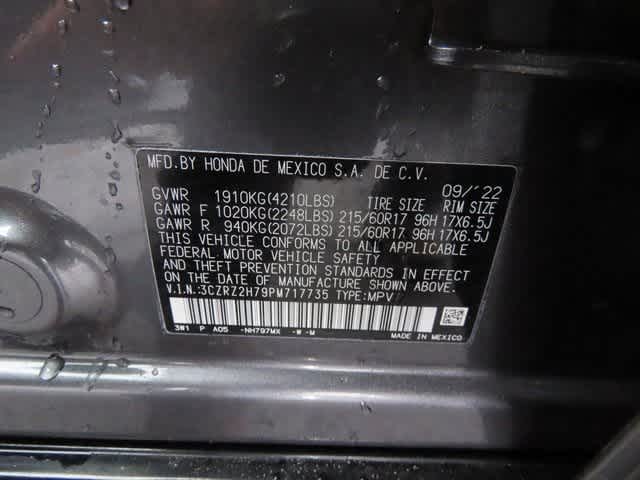 MFD.BY HONDA DE MEXICO S.A. DE C.V.
09/'22
GVWR 1910KG(4210LBS) TIRE SIZE RIM SIZE
GAWR F 1020KG(2248LBS) 215/60R17 96H 17X6.5J
GAWR R 940KG(2072LBS) 215/60R17 96H 17X6.5J
THIS VEHICLE CONFORMS TO ALL APPLICABLE
FEDERAL MOTOR VEHICLE SAFETY
AND THEFT PREVENTION STANDARDS IN EFFECT
ON THE DATE OF MANUFACTURE SHOWN ABOVE.
V.I.N.:3CZRZ2H79PM717735 TYPE:MPV
3W1 P A05 -NH797MX -W-M MADE IN MEXICO